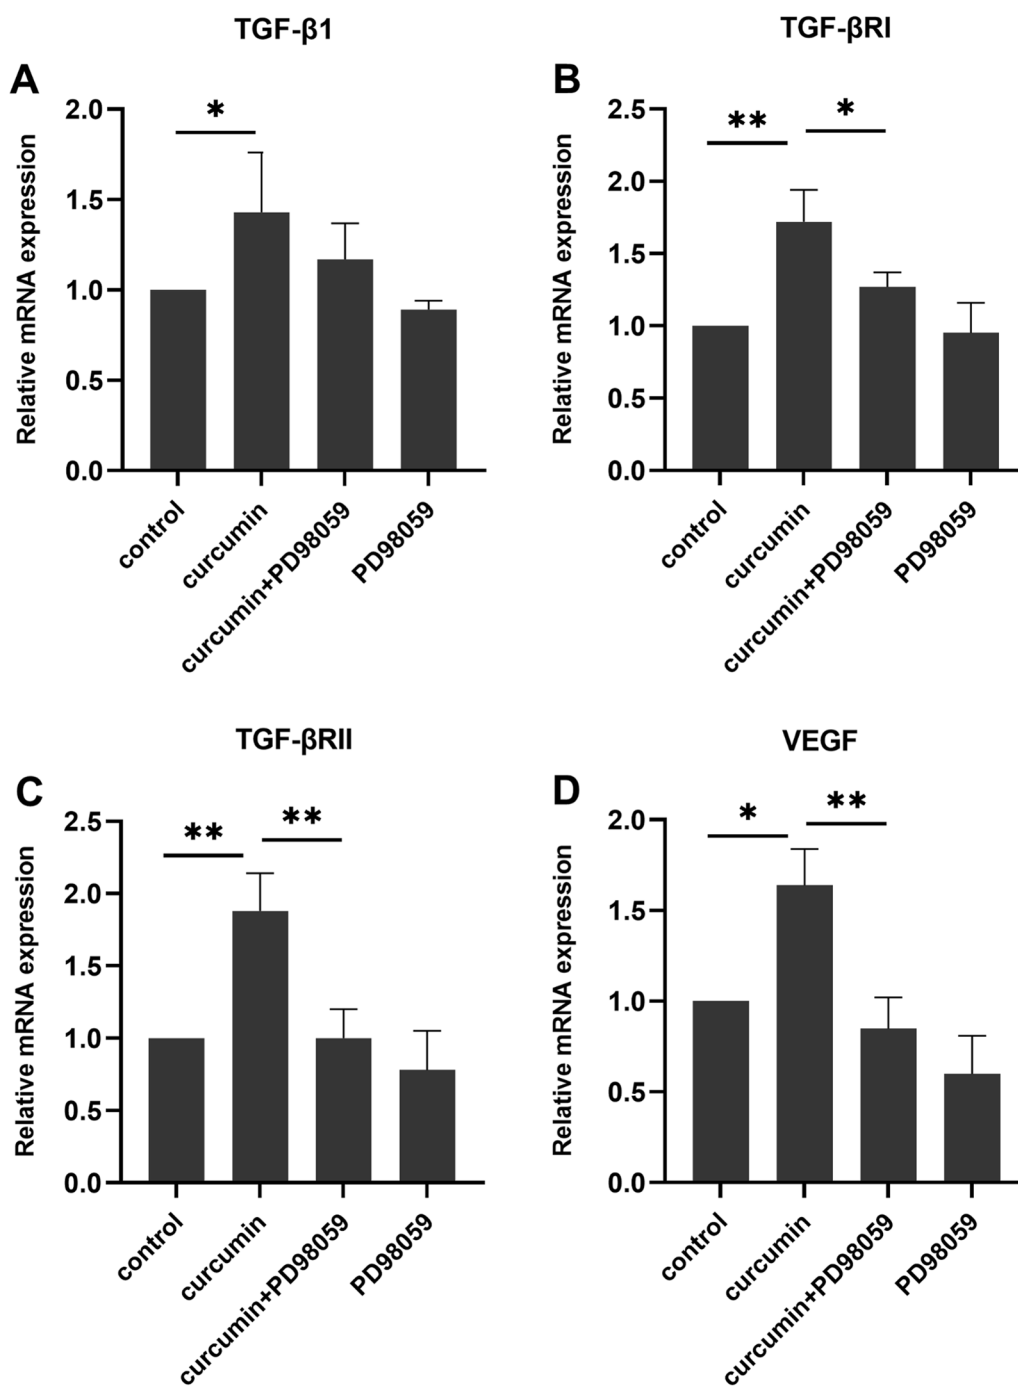 TGF-β1
A
*
Relative mRNA expression
2.0
1.5
1.0
0.5
0.0
control
curcumin
curcumin+PD98059
PD98059
TGF-βRI
B
**
*
Relative mRNA expression
2.5
2.0
1.5
1.0
0.5
0.0
control
curcumin
curcumin+PD98059
PD98059
TGF-βRII
C
**
**
Relative mRNA expression
2.5
2.0
1.5
1.0
0.5
0.0
control
curcumin
curcumin+PD98059
PD98059
VEGF
D
*
**
Relative mRNA expression
2.0
1.5
1.0
0.5
0.0
control
curcumin
curcumin+PD98059
PD98059